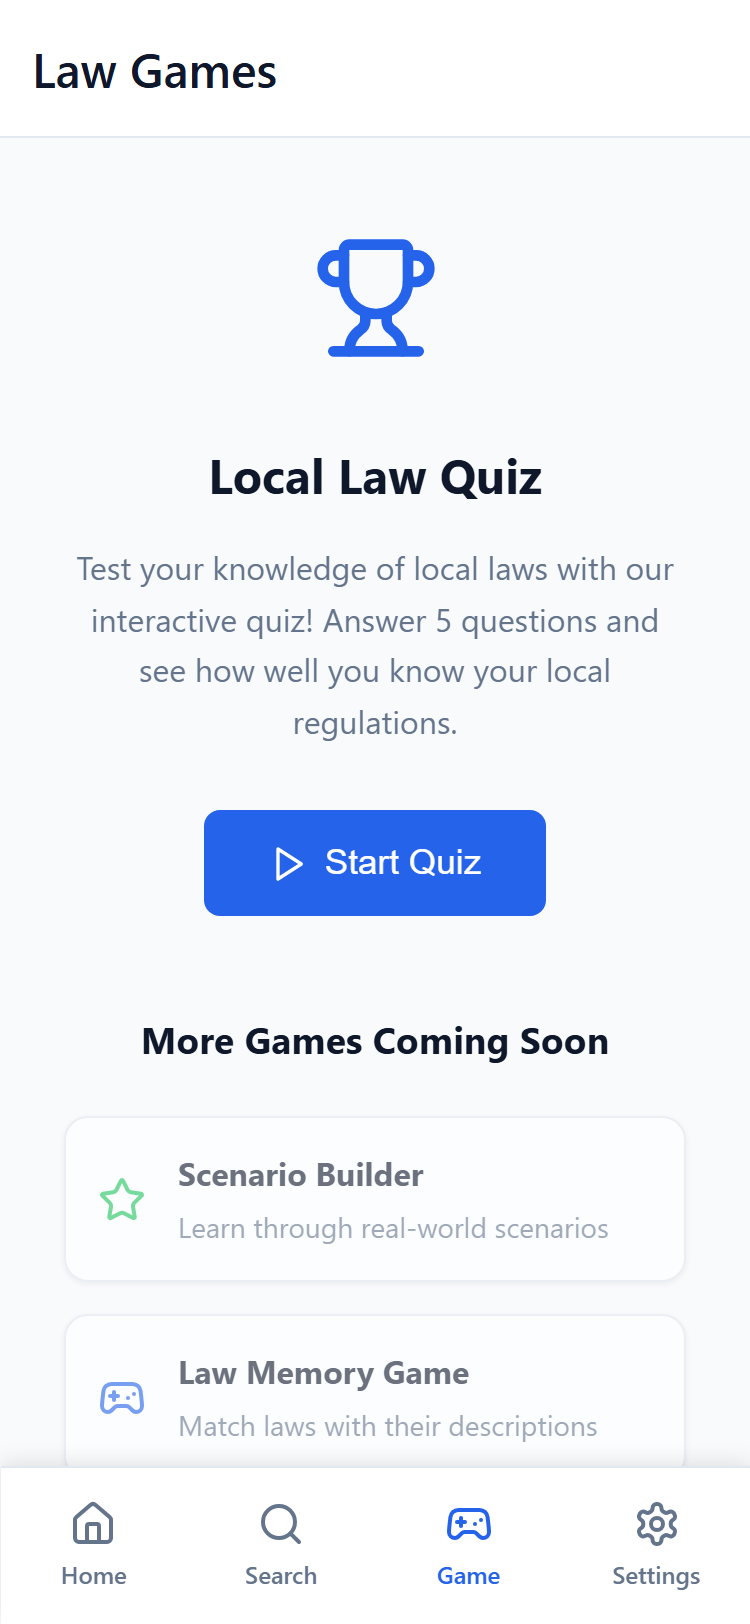 Law Games
Local Law Quiz
Test your knowledge of local laws with our
interactive quiz! Answer 5 questions and
see how well you know your local
regulations.
Start Quiz
More Games Coming Soon
Scenario Builder
Learn through real-world scenarios
Law Memory Game
Match laws with their descriptions
Home
Search
Game
Settings